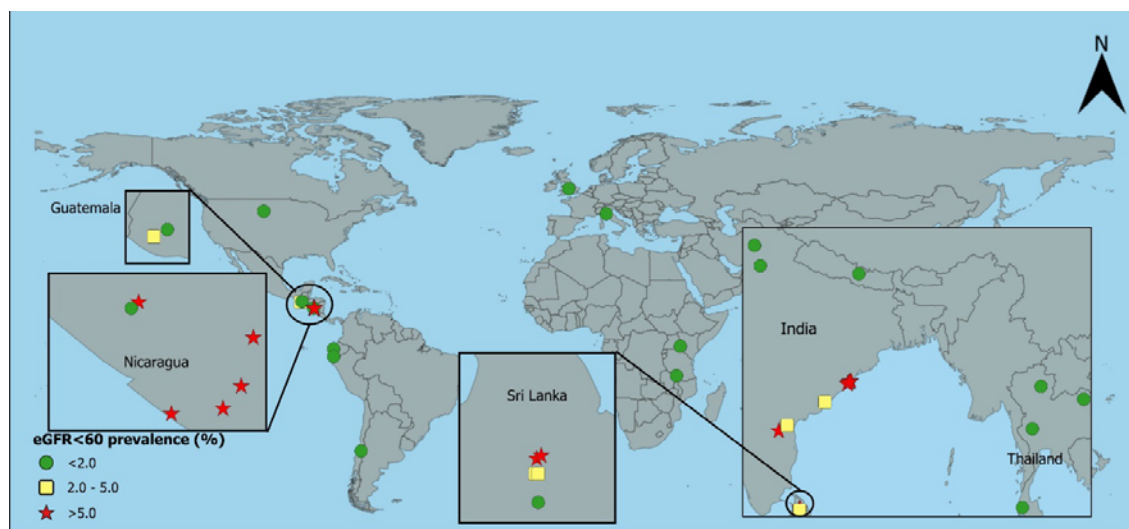 N
Guatemala
India
Nicaragua
Sri Lanka
Thailand
eGFR<60 prevalence (%)
<2.0
2.0 - 5.0
>5.0